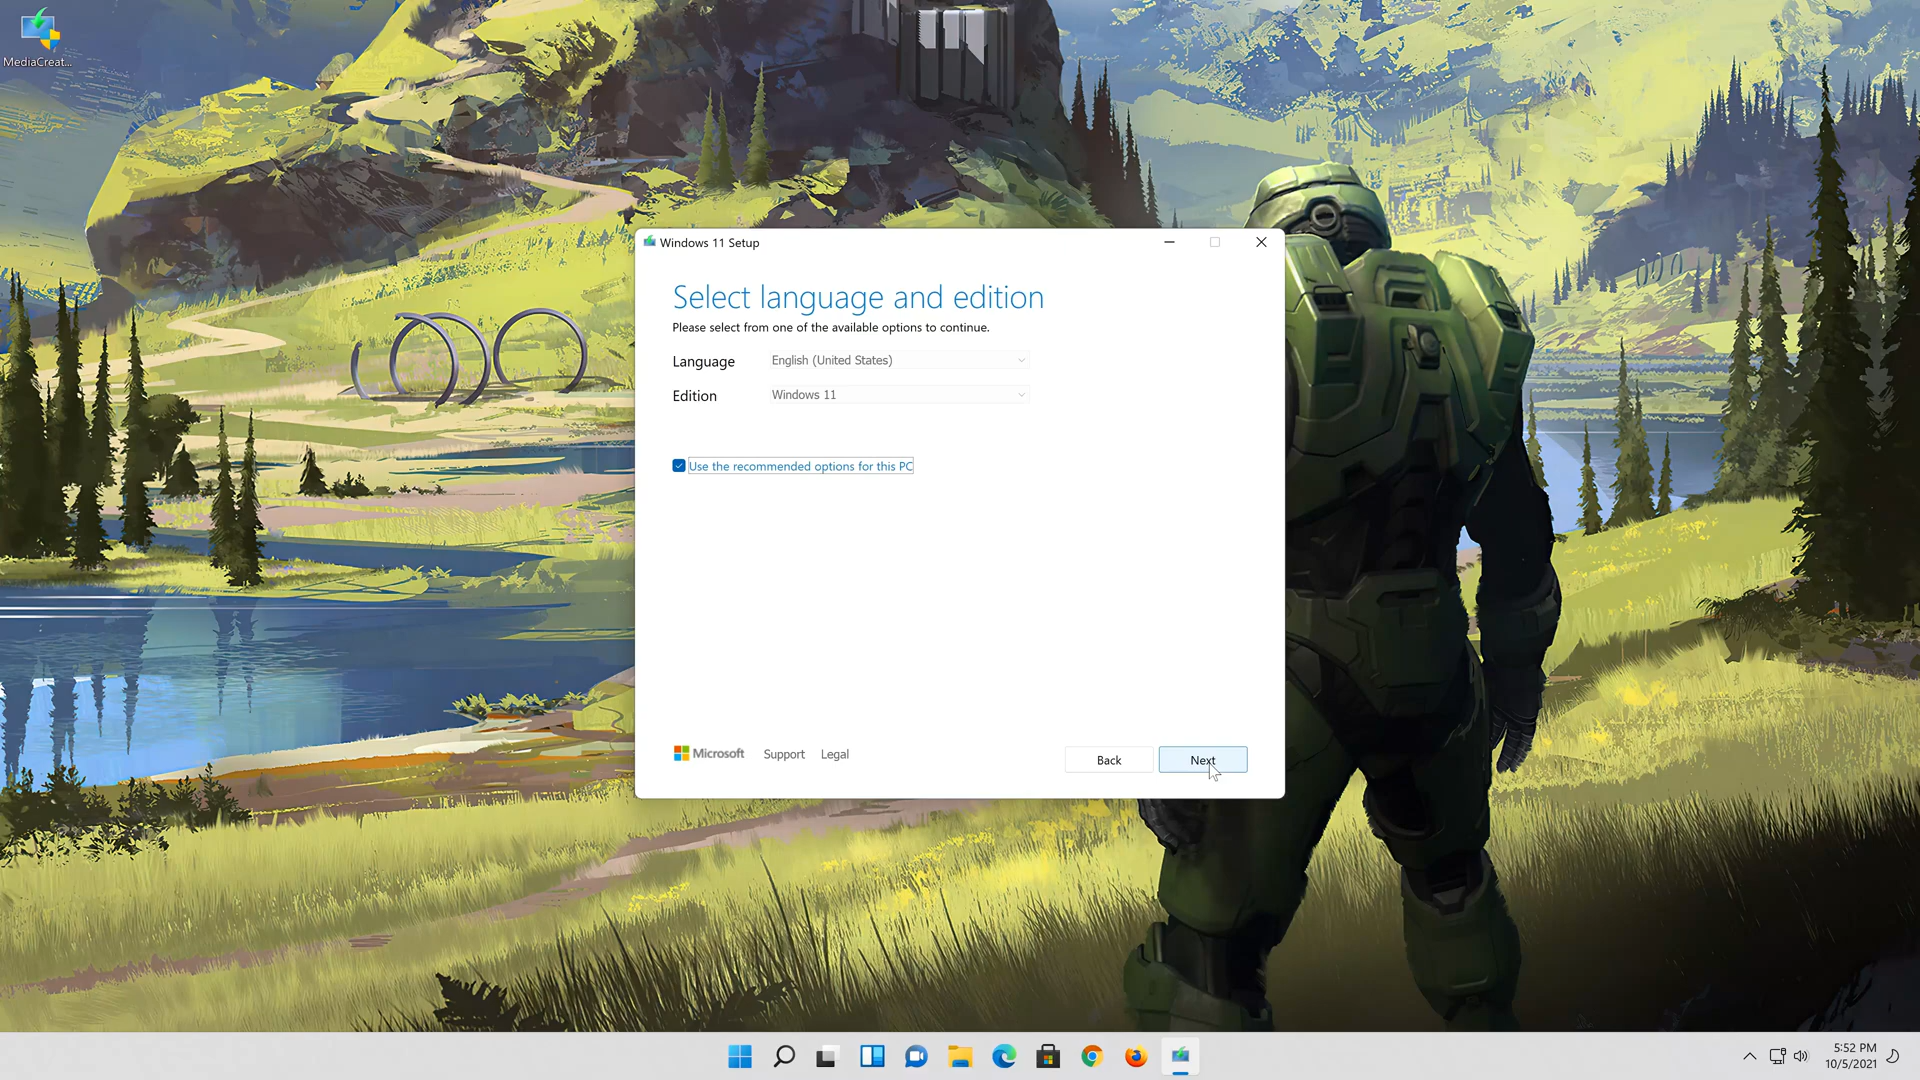 MediaCreat...
Windows 11 Setup
Select language and edition
Please select from one of the available options to continue.
Language English (United States)
Edition Windows 11
Use the recommended options for this PC
Microsoft Support Legal
Back Next
5:52 PM
10/5/2021